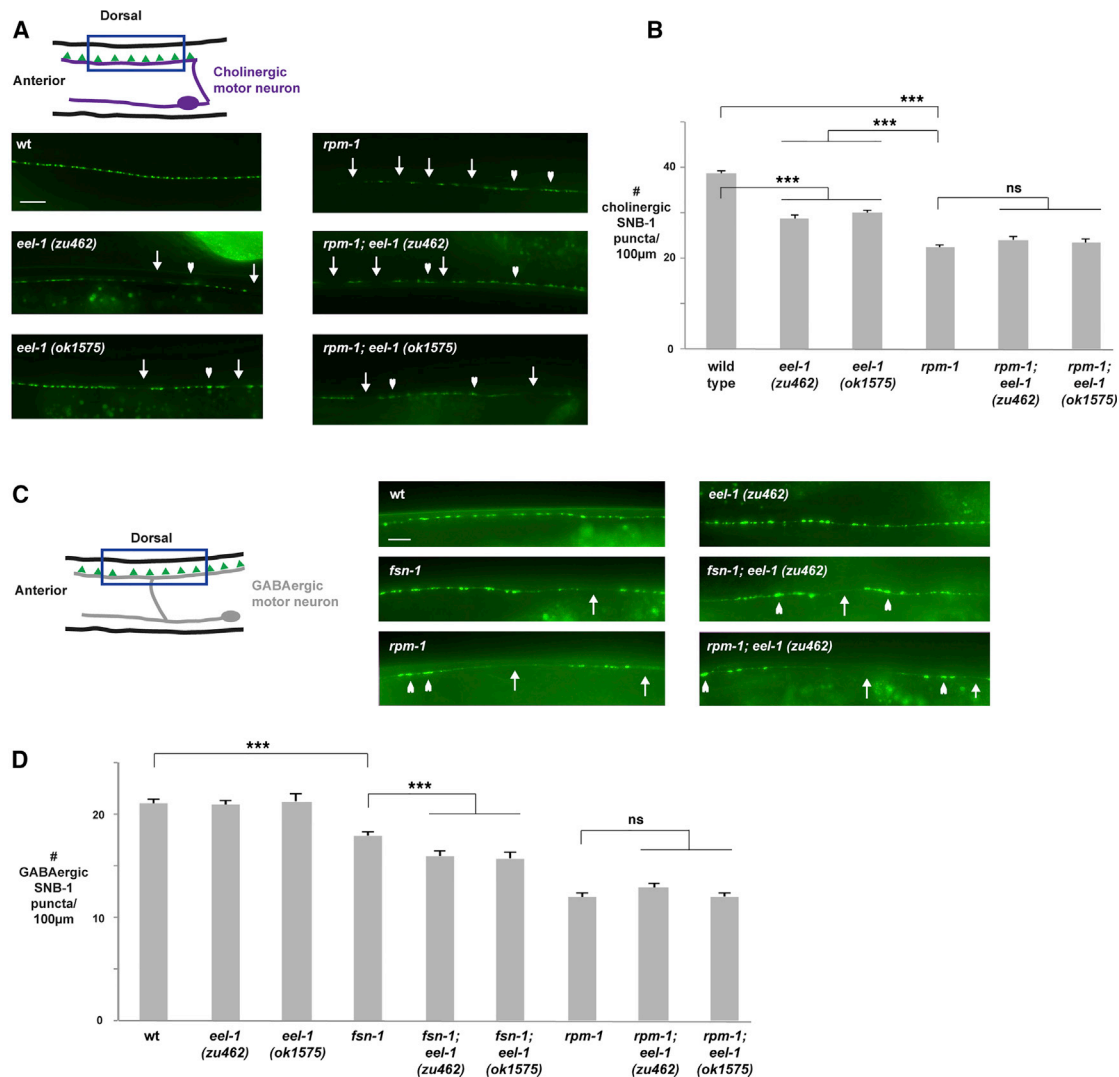 A
Dorsal
Anterior
Cholinergic
motor neuron
wt
rpm-1
eel-1 (zu462)
rpm-1; eel-1 (zu462)
eel-1 (ok1575)
rpm-1; eel-1 (ok1575)
B
***
***
***
ns
#
cholinergic
SNB-1
puncta/
100µm
40
20
0
wild
type
eel-1
(zu462)
eel-1
(ok1575)
rpm-1
rpm-1;
eel-1
(zu462)
rpm-1;
eel-1
(ok1575)
C
Dorsal
Anterior
GABAergic
motor neuron
wt
eel-1 (zu462)
fsn-1
fsn-1; eel-1 (zu462)
rpm-1
rpm-1; eel-1 (zu462)
D
***
***
ns
#
GABAergic
SNB-1
puncta/
100µm
20
10
0
wt
eel-1
(zu462)
eel-1
(ok1575)
fsn-1
fsn-1;
eel-1
(zu462)
fsn-1;
eel-1
(ok1575)
rpm-1
rpm-1;
eel-1
(zu462)
rpm-1;
eel-1
(ok1575)